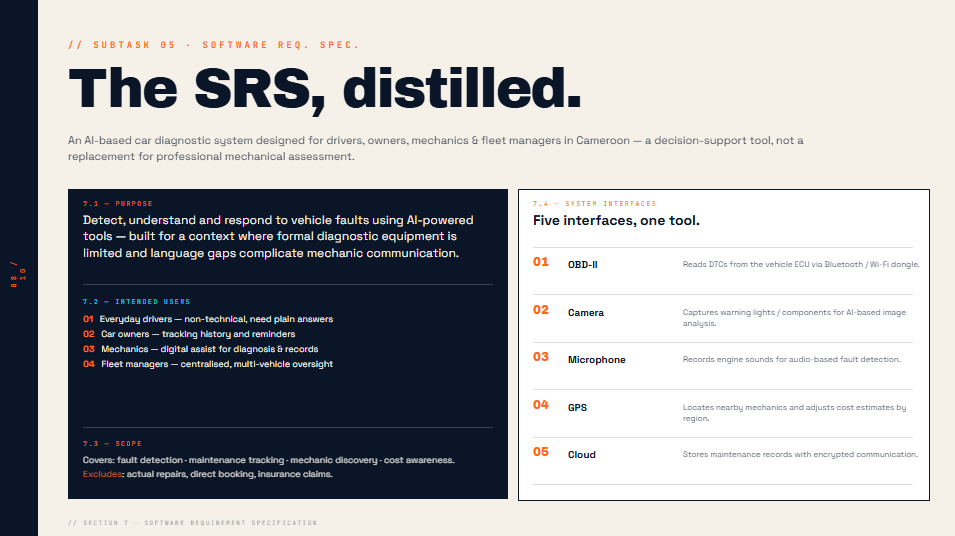 // SUBTASK 05 · SOFTWARE REQ. SPEC.
The SRS, distilled.
An AI-based car diagnostic system designed for drivers, owners, mechanics & fleet managers in Cameroon — a decision-support tool, not a
replacement for professional mechanical assessment.
08 /
10
7.1 — PURPOSE
Detect, understand and respond to vehicle faults using AI-powered
tools — built for a context where formal diagnostic equipment is
limited and language gaps complicate mechanic communication.
7.2 — INTENDED USERS
01 Everyday drivers — non-technical, need plain answers
02 Car owners — tracking history and reminders
03 Mechanics — digital assist for diagnosis & records
04 Fleet managers — centralised, multi-vehicle oversight
7.3 — SCOPE
Covers: fault detection · maintenance tracking · mechanic discovery · cost awareness.
Excludes: actual repairs, direct booking, insurance claims.
7.4 — SYSTEM INTERFACES
Five interfaces, one tool.
01 OBD-II Reads DTCs from the vehicle ECU via Bluetooth / Wi-Fi dongle.
02 Camera Captures warning lights / components for AI-based image
analysis.
03 Microphone Records engine sounds for audio-based fault detection.
04 GPS Locates nearby mechanics and adjusts cost estimates by
region.
05 Cloud Stores maintenance records with encrypted communication.
// SECTION 7 — SOFTWARE REQUIREMENT SPECIFICATION